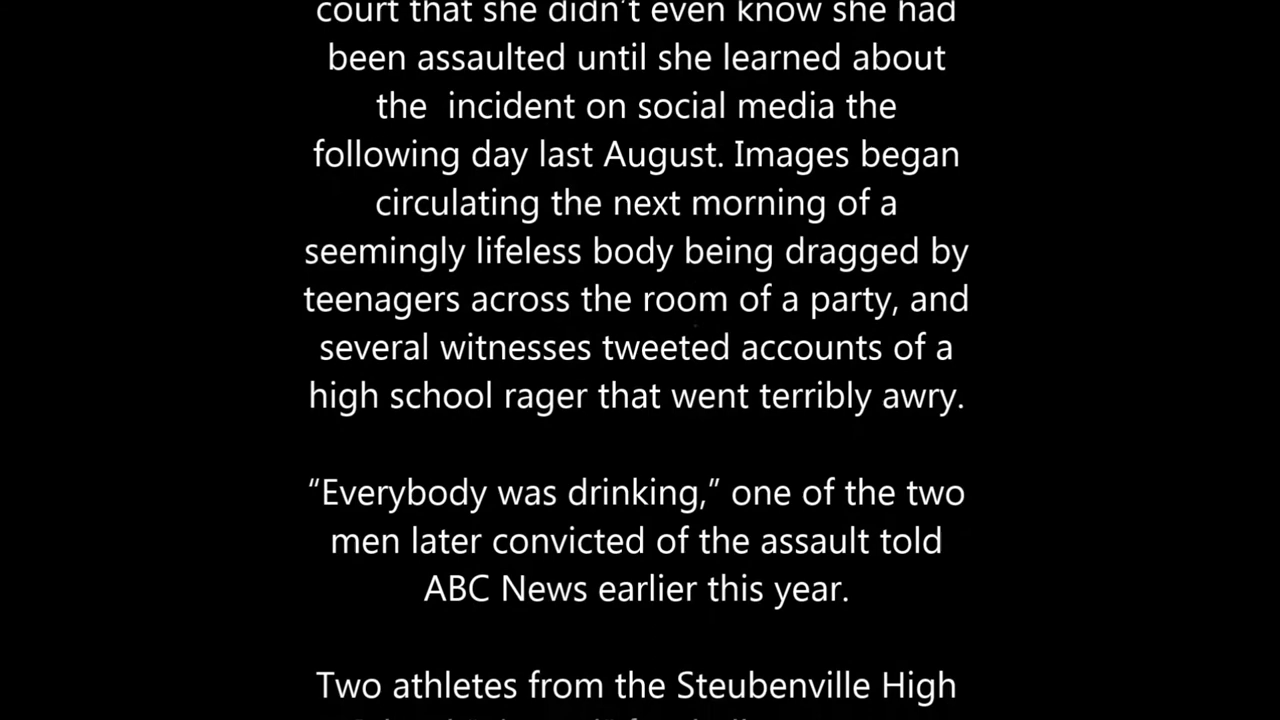 court that she didn't even know she had
been assaulted until she learned about
the  incident on social media the
following day last August. Images began
circulating the next morning of a
seemingly lifeless body being dragged by
teenagers across the room of a party, and
several witnesses tweeted accounts of a
high school rager that went terribly awry.
“Everybody was drinking,” one of the two
men later convicted of the assault told
ABC News earlier this year.
Two athletes from the Steubenville High